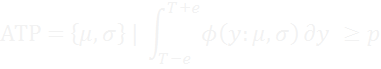 ATP = {μ, σ} | ∫_{T−e}^{T+e} ϕ(y: μ, σ) ∂y ≥ p